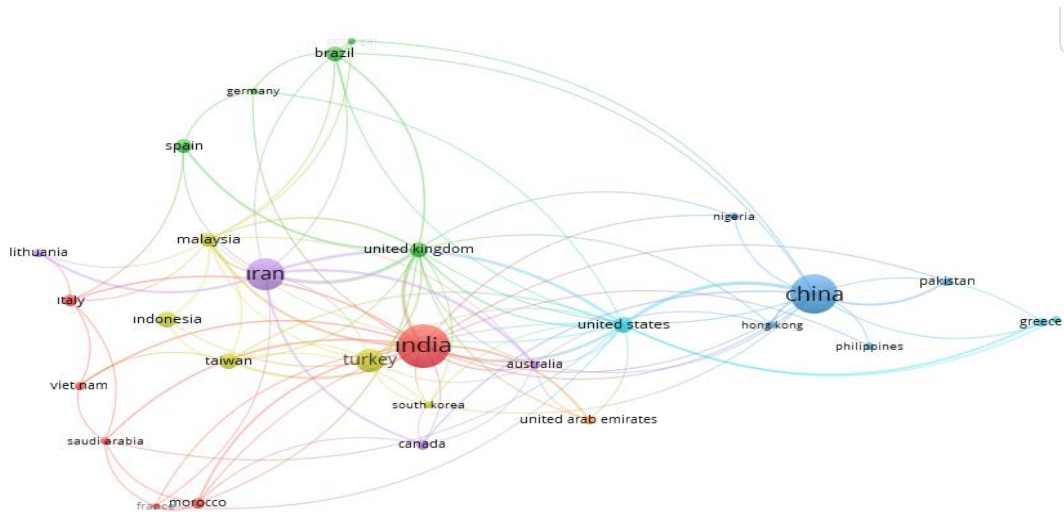 brazil
germany
spain
nigeria
malaysia
united kingdom
lithuania
iran
pakistan
china
italy
indonesia
united states
hong kong
greece
india
philippines
turkey
taiwan
australia
viet nam
south korea
united arab emirates
saudi arabia
canada
france
morocco